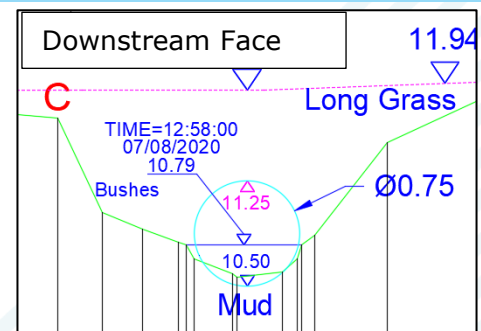 Downstream Face
11.94
C
Long Grass
TIME=12:58:00
07/08/2020
10.79
Bushes
11.25
Ø0.75
10.50
Mud